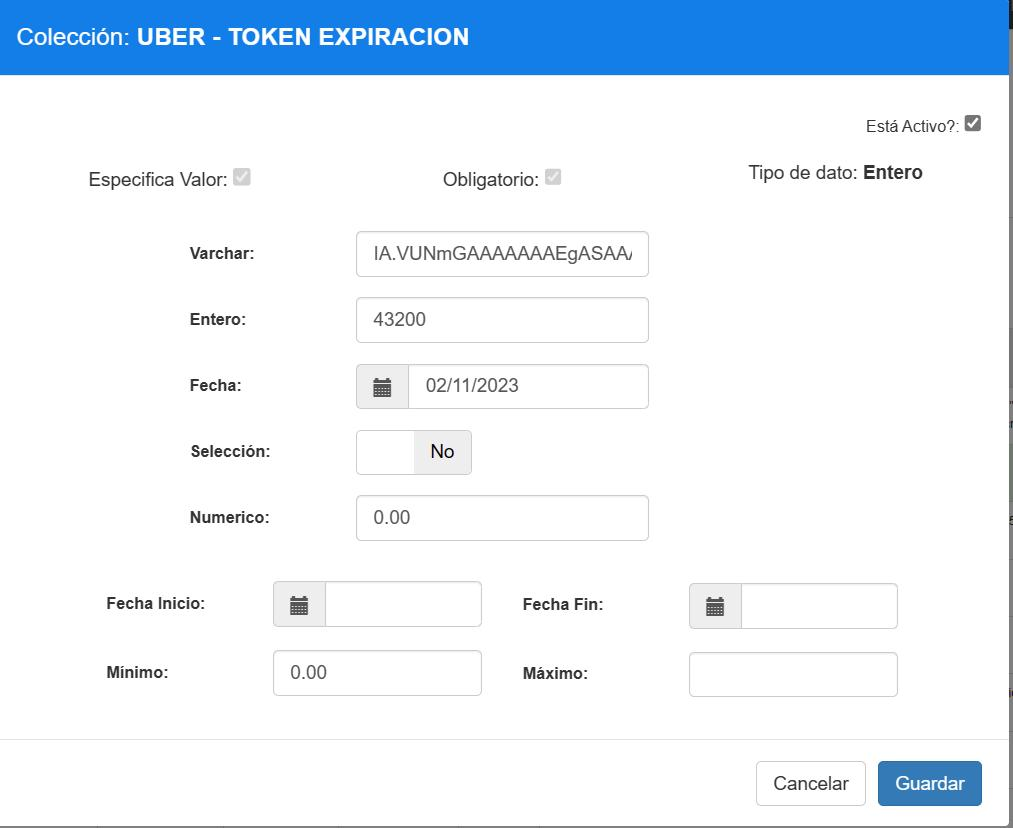 Colección: UBER - TOKEN EXPIRACION
Está Activo?:
Especifica Valor: Obligatorio: Tipo de dato: Entero
Varchar: IA.VUNmGAAAAAAAEgASAA
Entero: 43200
Fecha: 02/11/2023
Selección: No
Numerico: 0.00
Fecha Inicio: Fecha Fin:
Mínimo: 0.00 Máximo:
Cancelar Guardar